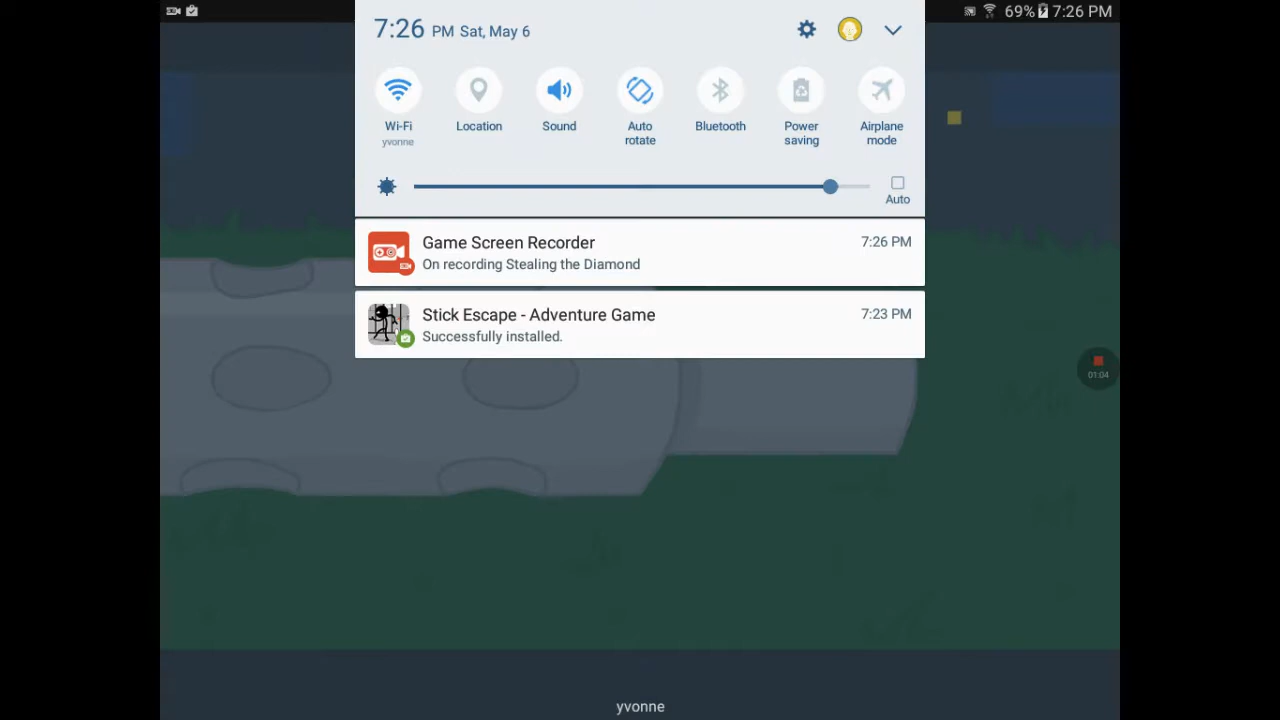 69% 7:26 PM
7:26 PM Sat, May 6
Wi-Fi
yvonne
Location
Sound
Auto
rotate
Bluetooth
Power
saving
Airplane
mode
Auto
Game Screen Recorder 7:26 PM
On recording Stealing the Diamond
Stick Escape - Adventure Game 7:23 PM
Successfully installed.
01:04
yvonne